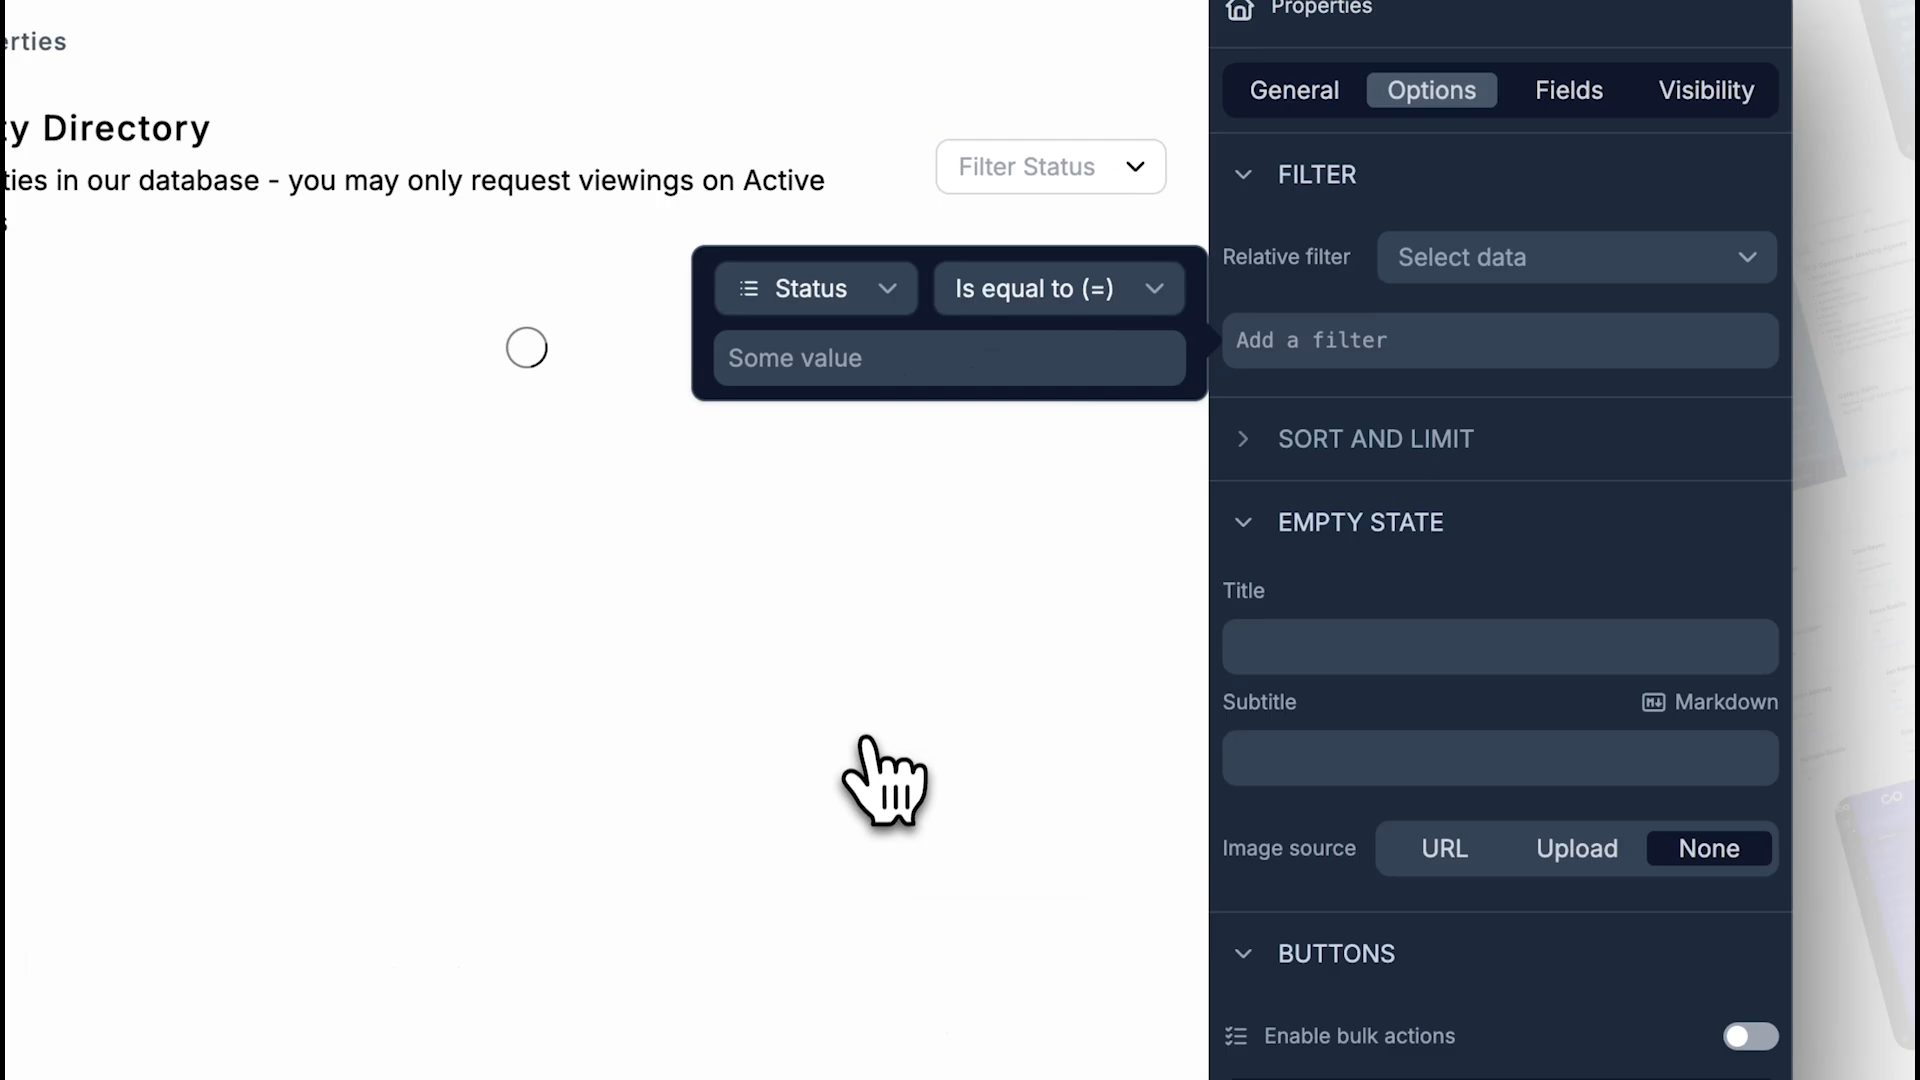 erties
ty Directory
ties in our database - you may only request viewings on Active
s
Filter Status
Status
Is equal to (=)
Some value
Properties
General
Options
Fields
Visibility
FILTER
Relative filter
Select data
Add a filter
SORT AND LIMIT
EMPTY STATE
Title
Subtitle
Markdown
Image source
URL
Upload
None
BUTTONS
Enable bulk actions